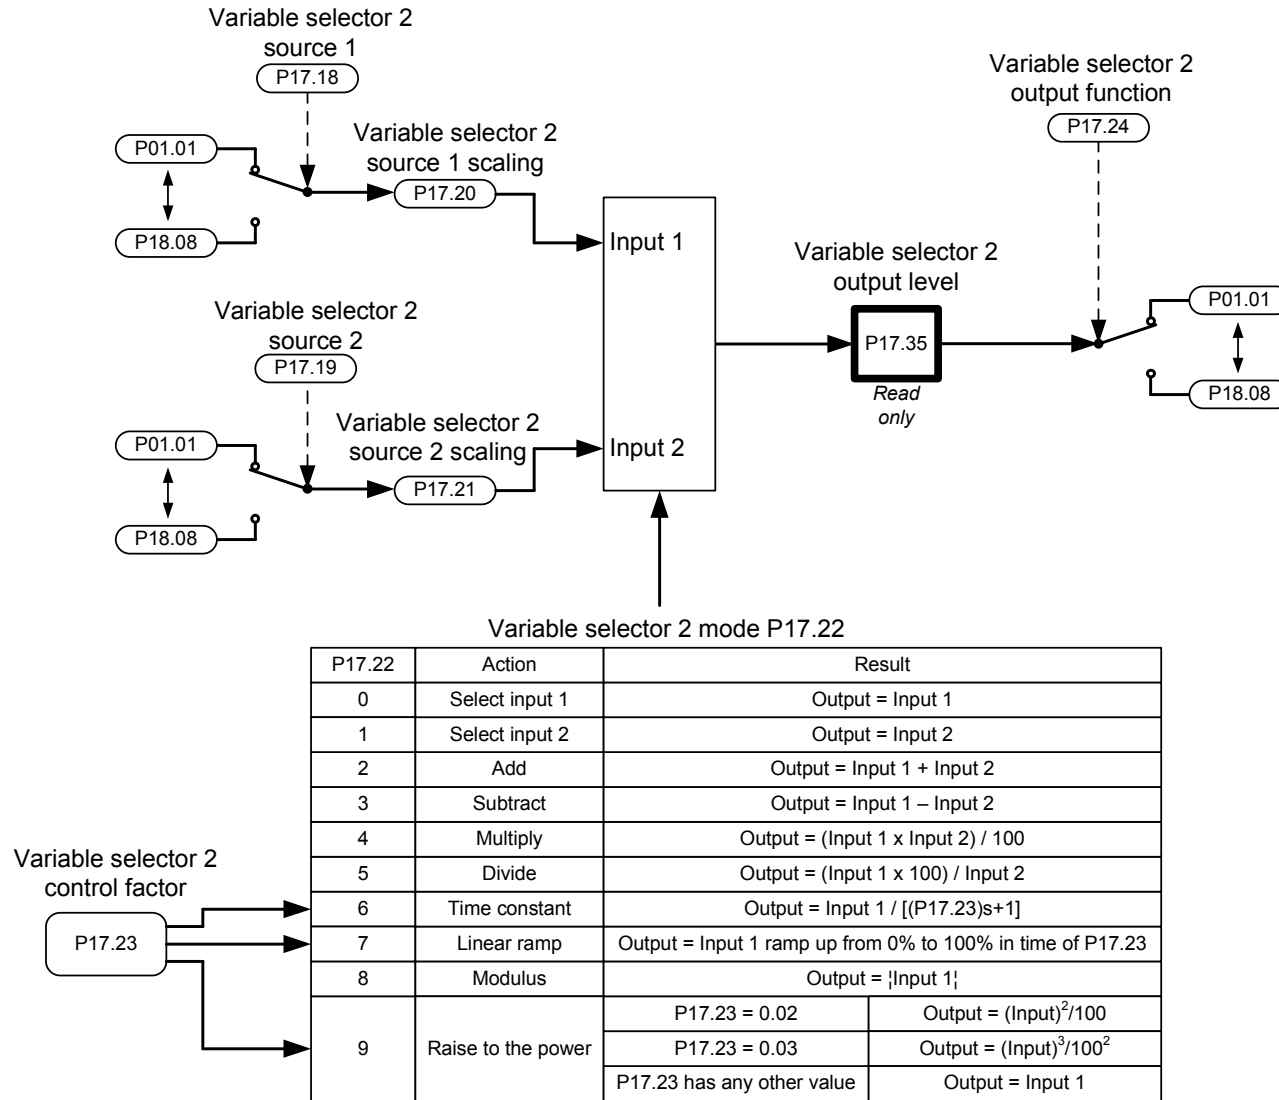 Variable selector 2
source 1
P17.18
P01.01
P18.08
Variable selector 2
source 1 scaling
P17.20
Variable selector 2
source 2
P17.19
P01.01
P18.08
Variable selector 2
source 2 scaling
P17.21
Input 1
Input 2
Variable selector 2
output level
P17.35
Read
only
Variable selector 2
output function
P17.24
P01.01
P18.08
Variable selector 2 mode P17.22
P17.22 Action Result
0 Select input 1 Output = Input 1
1 Select input 2 Output = Input 2
2 Add Output = Input 1 + Input 2
3 Subtract Output = Input 1 – Input 2
4 Multiply Output = (Input 1 x Input 2) / 100
5 Divide Output = (Input 1 x 100) / Input 2
6 Time constant Output = Input 1 / [(P17.23)s+1]
7 Linear ramp Output = Input 1 ramp up from 0% to 100% in time of P17.23
8 Modulus Output = ¦Input 1¦
9 Raise to the power
P17.23 = 0.02 Output = (Input)²/100
P17.23 = 0.03 Output = (Input)³/100²
P17.23 has any other value Output = Input 1
Variable selector 2
control factor
P17.23